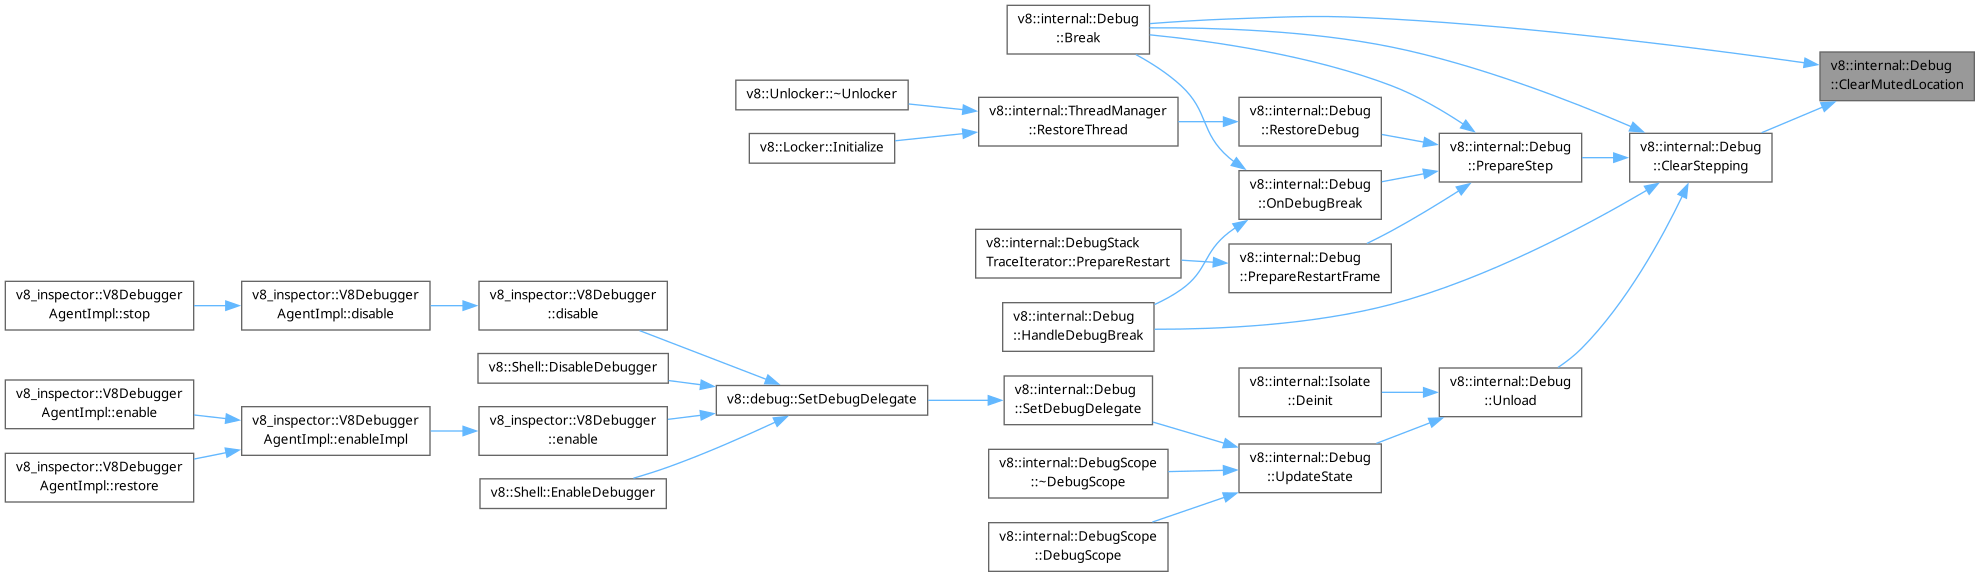 v8::internal::Debug
::Break
v8::internal::Debug
::ClearMutedLocation
v8::Unlocker::~Unlocker
v8::internal::ThreadManager
::RestoreThread
v8::internal::Debug
::RestoreDebug
v8::Locker::Initialize
v8::internal::Debug
::PrepareStep
v8::internal::Debug
::ClearStepping
v8::internal::Debug
::OnDebugBreak
v8::internal::DebugStack
TraceIterator::PrepareRestart
v8::internal::Debug
::PrepareRestartFrame
v8_inspector::V8Debugger
AgentImpl::stop
v8_inspector::V8Debugger
AgentImpl::disable
v8_inspector::V8Debugger
::disable
v8::internal::Debug
::HandleDebugBreak
v8::Shell::DisableDebugger
v8_inspector::V8Debugger
AgentImpl::enable
v8::debug::SetDebugDelegate
v8::internal::Debug
::SetDebugDelegate
v8::internal::Isolate
::Deinit
v8::internal::Debug
::Unload
v8_inspector::V8Debugger
AgentImpl::enableImpl
v8_inspector::V8Debugger
::enable
v8_inspector::V8Debugger
AgentImpl::restore
v8::Shell::EnableDebugger
v8::internal::DebugScope
::~DebugScope
v8::internal::Debug
::UpdateState
v8::internal::DebugScope
::DebugScope